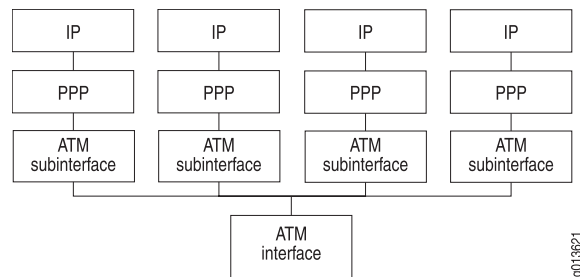 IP IP IP IP
PPP PPP PPP PPP
ATM ATM ATM ATM
subinterface subinterface subinterface subinterface
ATM
interface
g013621